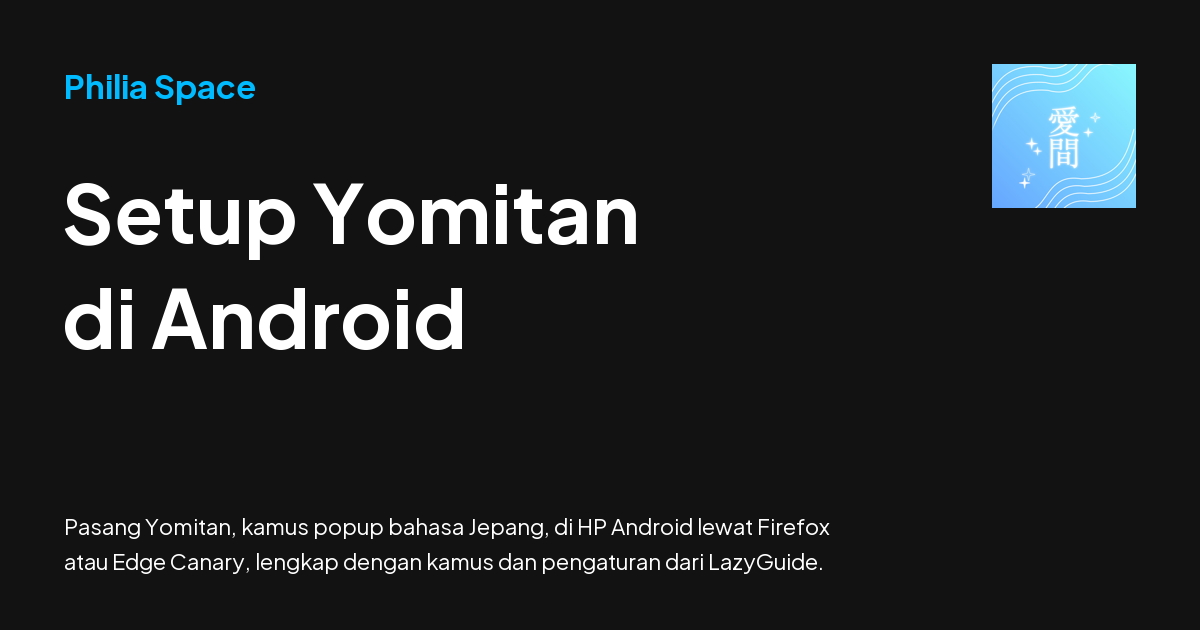 Philia Space
愛
間
Setup Yomitan
di Android
Pasang Yomitan, kamus popup bahasa Jepang, di HP Android lewat Firefox
atau Edge Canary, lengkap dengan kamus dan pengaturan dari LazyGuide.